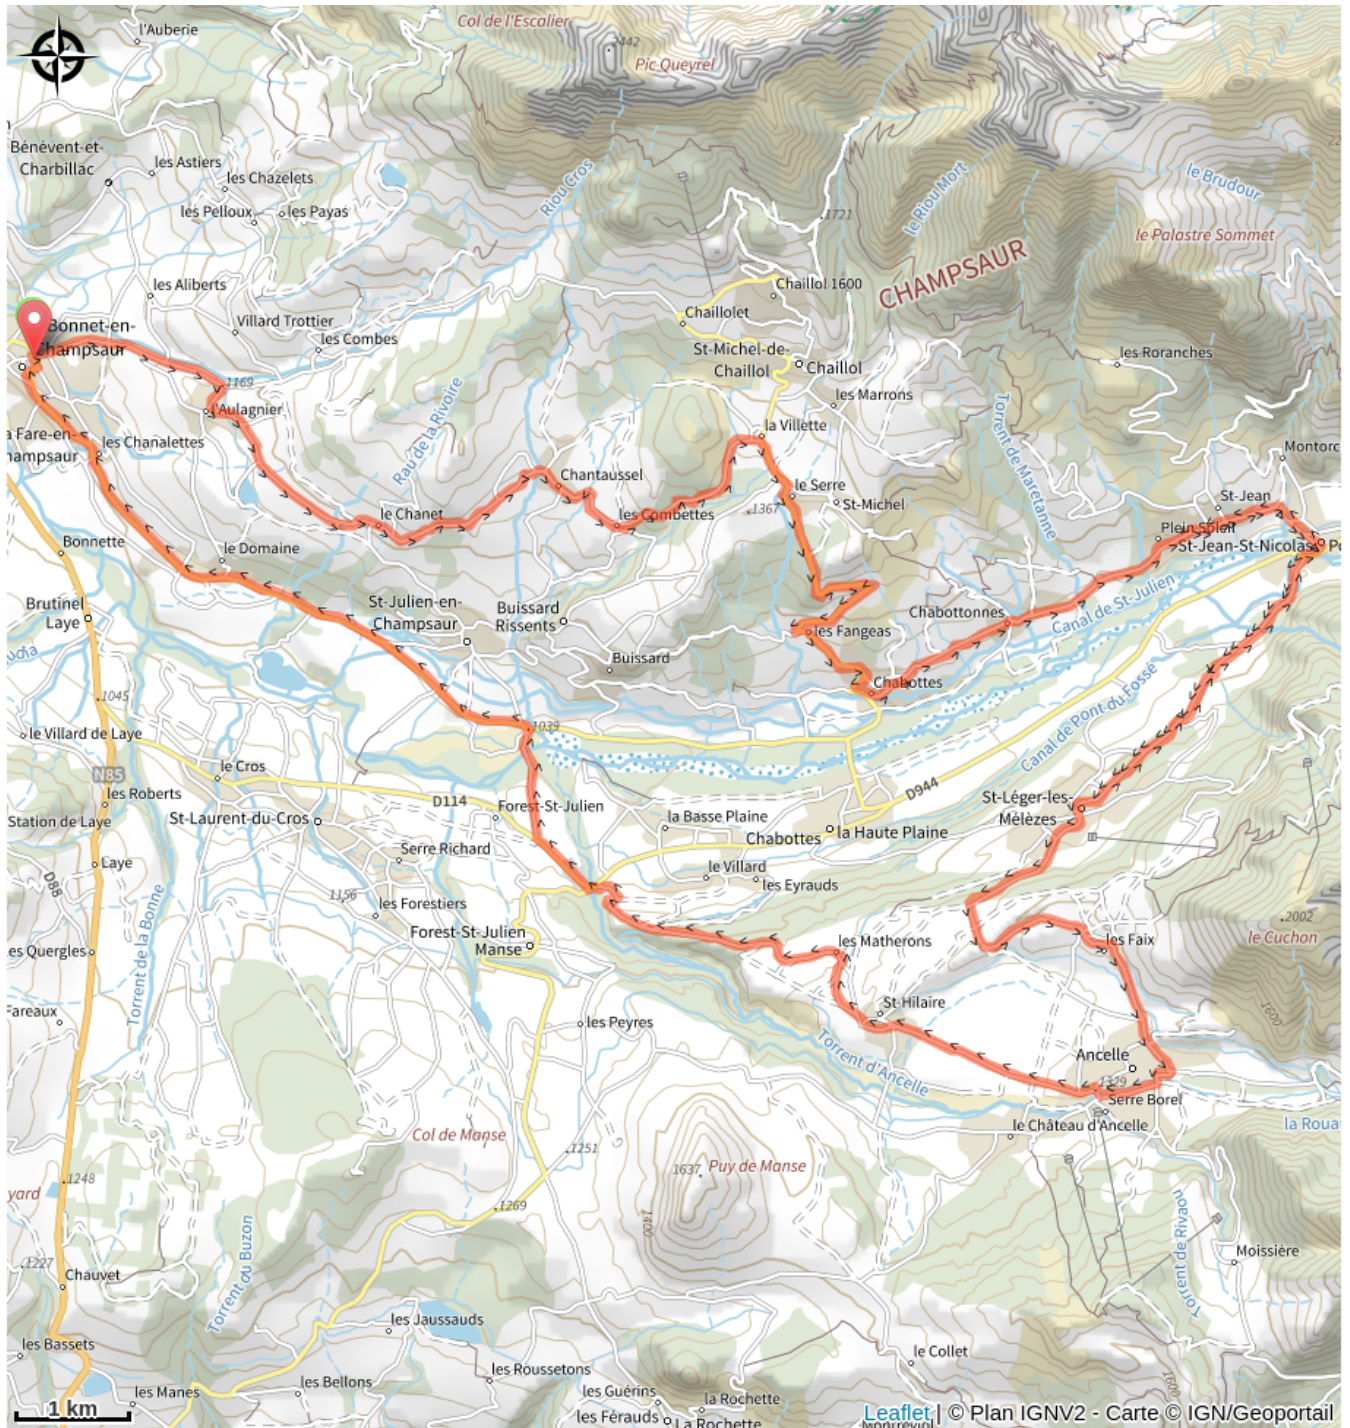 l'Auberie
Col de l'Escalier
2442
Pic Queyrel
Bénévent-et-
Charbillac
les Astiers
les Chazelets
les Pelloux
les Payas
Riou Cros
le Riou Mort
le Brudour
1721
le Palastre Sommet
CHAMPSAUR
les Aliberts
Chaillol 1600
Chaillolet
Villard Trottier
Bonnet-en-
Champsaur
les Combes
St-Michel-de-
Chaillol
Chaillol
les Roranches
1169
l'Aulagnier
les Marrons
Rau de la Rivoire
la Villette
Torrent de Maretanne
les Chanalettes
Chantaussel
le Serre
St-Michel
St-Jean
le Chanet
les Combettes
1367
Plein Soleil
St-Jean-St-Nicolas
Bonnette
le Domaine
Brutinel
Laye
St-Julien-en-
Champsaur
Buissard
Rissents
Chabottonnes
Canal de St-Julien
les Fangeas
Buissard
Chabottes
Canal de Pont du Fossé
1045
1039
le Villard de Laye
N85
le Cros
les Roberts
D114
Forest-St-Julien
D944
St-Léger-les-
Mélèzes
Station de Laye
St-Laurent-du-Cros
la Basse Plaine
Chabottes
la Haute Plaine
Serre Richard
Laye
D88
le Villard
les Eyrauds
1156
les Forestiers
2002
le Cuchon
Forest-St-Julien
Manse
les Matherons
les Faix
Torrent de la Bonne
St-Hilaire
1600
les Peyres
Torrent d'Ancelle
Ancelle
1329
Serre Borel
le Château d'Ancelle
Col de Manse
1251
1637
Puy de Manse
1248
1269
1400
Torrent de Rivaou
Moissière
Torrent du Buzon
1227
Chauvet
les Jaussauds
les Bassets
le Collet
les Roussetons
les Bellons
les Manes
les Guérins
la Rochette
les Férauds
La Rochette
1 km
Leaflet | © Plan IGNV2 - Carte © IGN/Geoportail